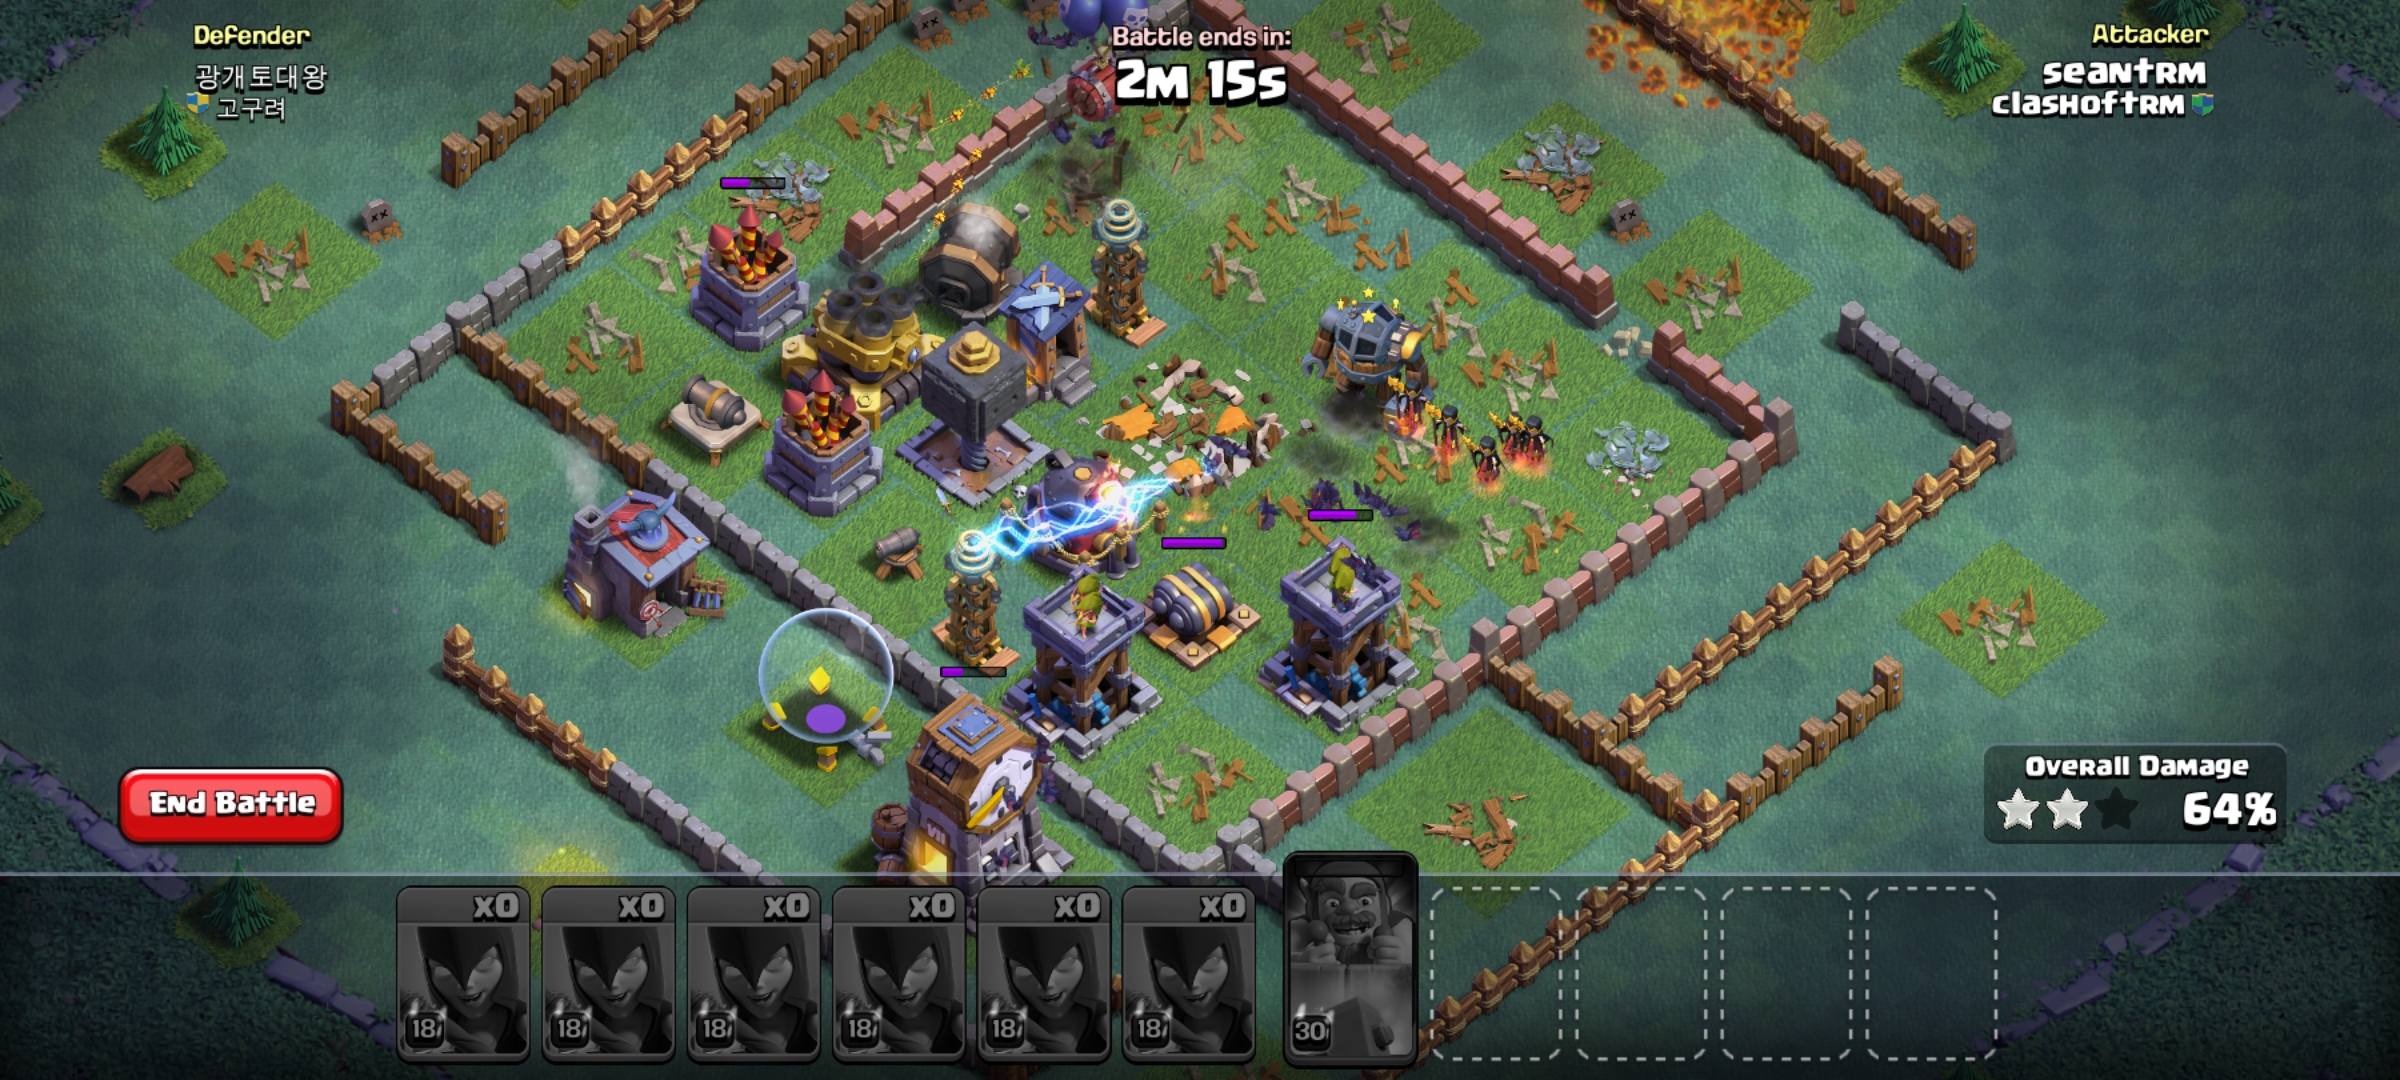 Defender
광개토대왕
고구려
Battle ends in:
2M 15s
Attacker
seantrm
clashoftrm
End Battle
Overall Damage
64%
x0 x0 x0 x0 x0 x0
18 18 18 18 18 18 30
VII